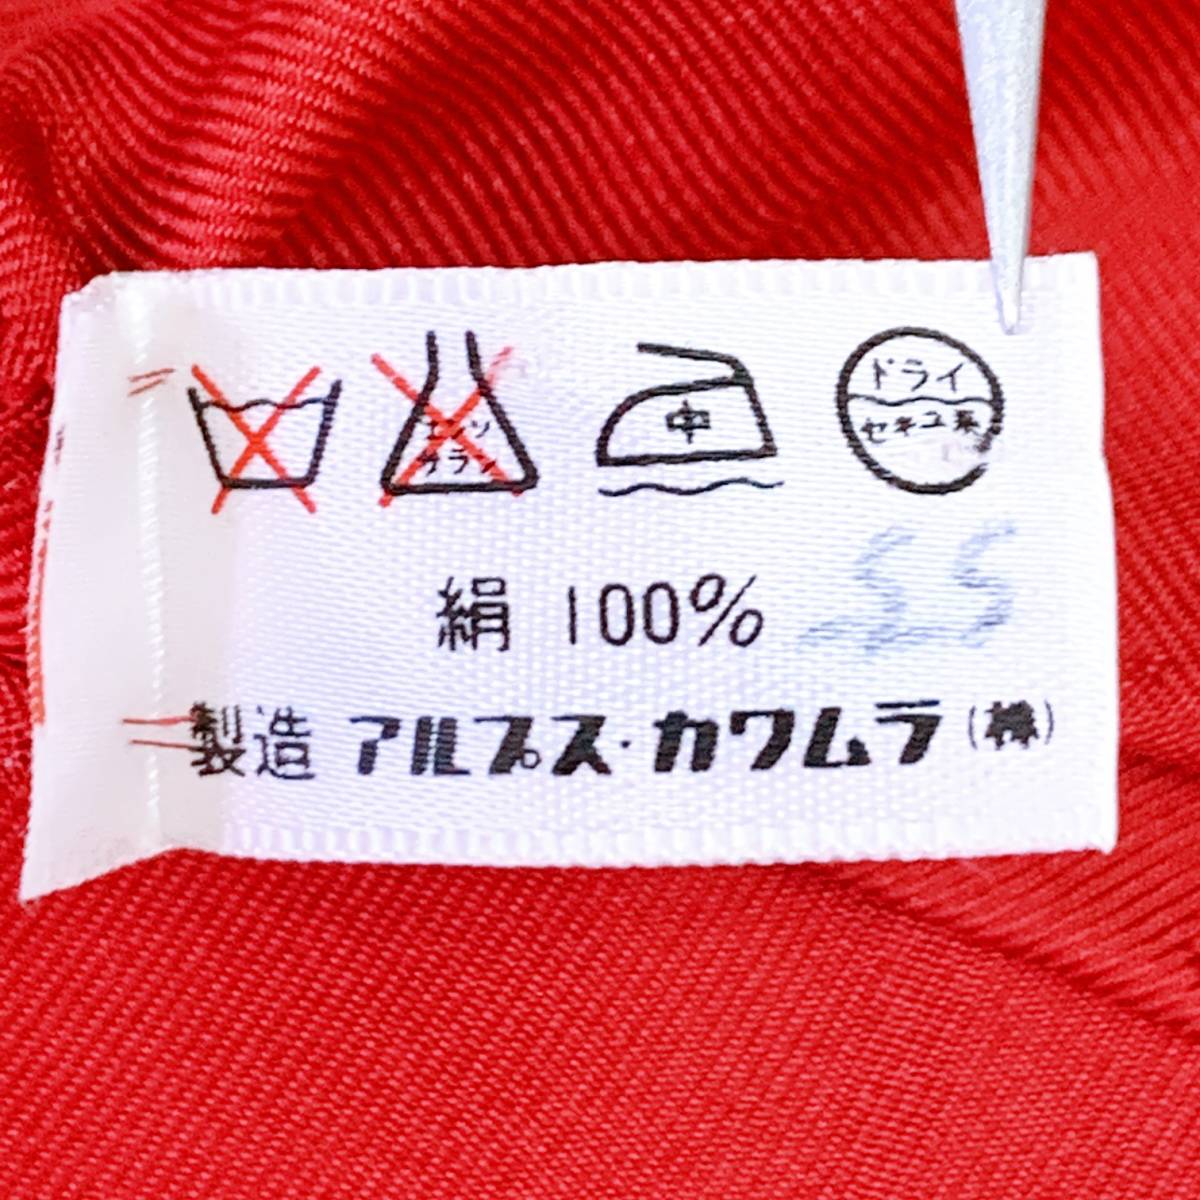 エンソ
サラシ
中
ドライ
セキユ系
絹 100%
SS
製造 アルプス・カワムラ(株)